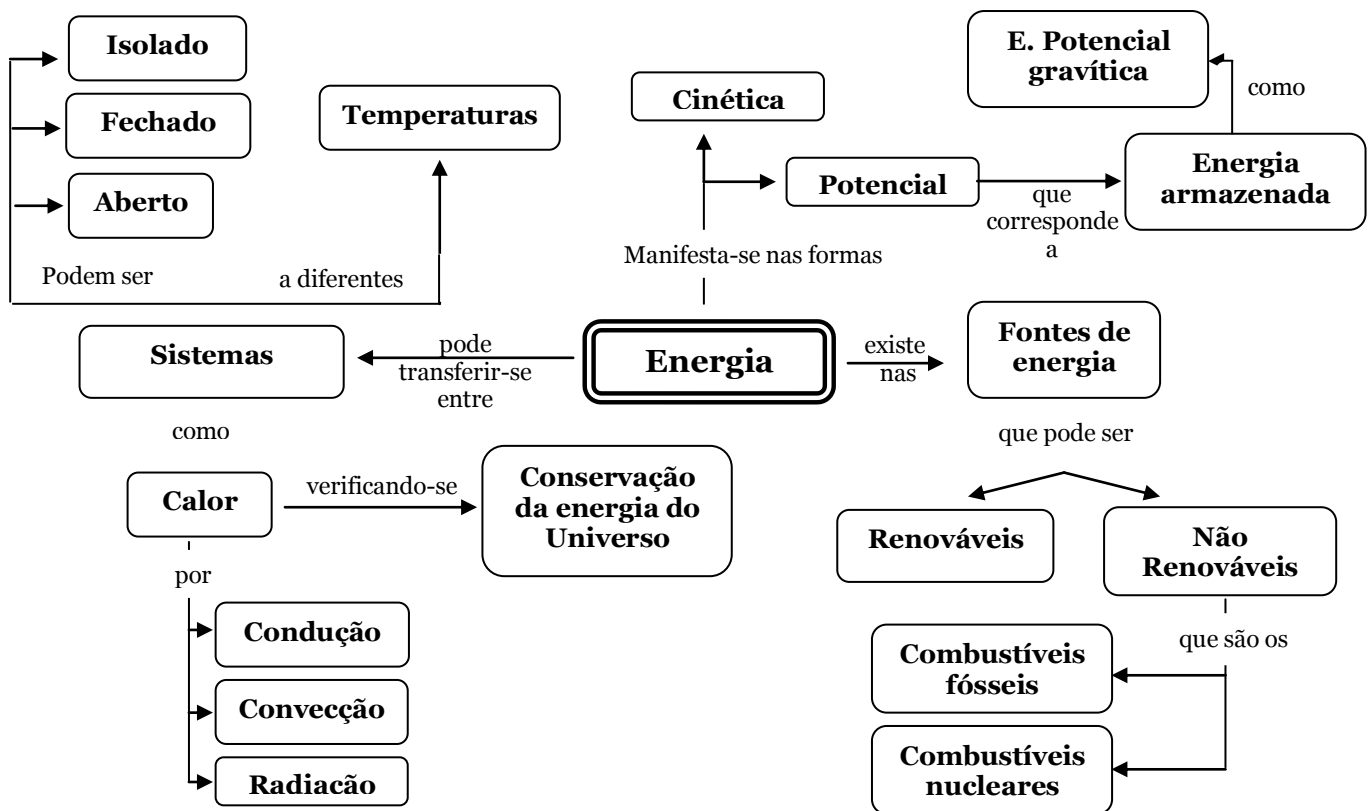 Isolado
Fechado
Aberto
Podem ser
a diferentes
Temperaturas
Cinética
Potencial
que
corresponde
a
Energia
armazenada
como
E. Potencial
gravítica
Manifesta-se nas formas
Energia
pode
transferir-se
entre
Sistemas
como
Calor
verificando-se
Conservação
da energia do
Universo
por
Condução
Convecção
Radiacão
existe
nas
Fontes de
energia
que pode ser
Renováveis
Não
Renováveis
que são os
Combustíveis
fósseis
Combustíveis
nucleares